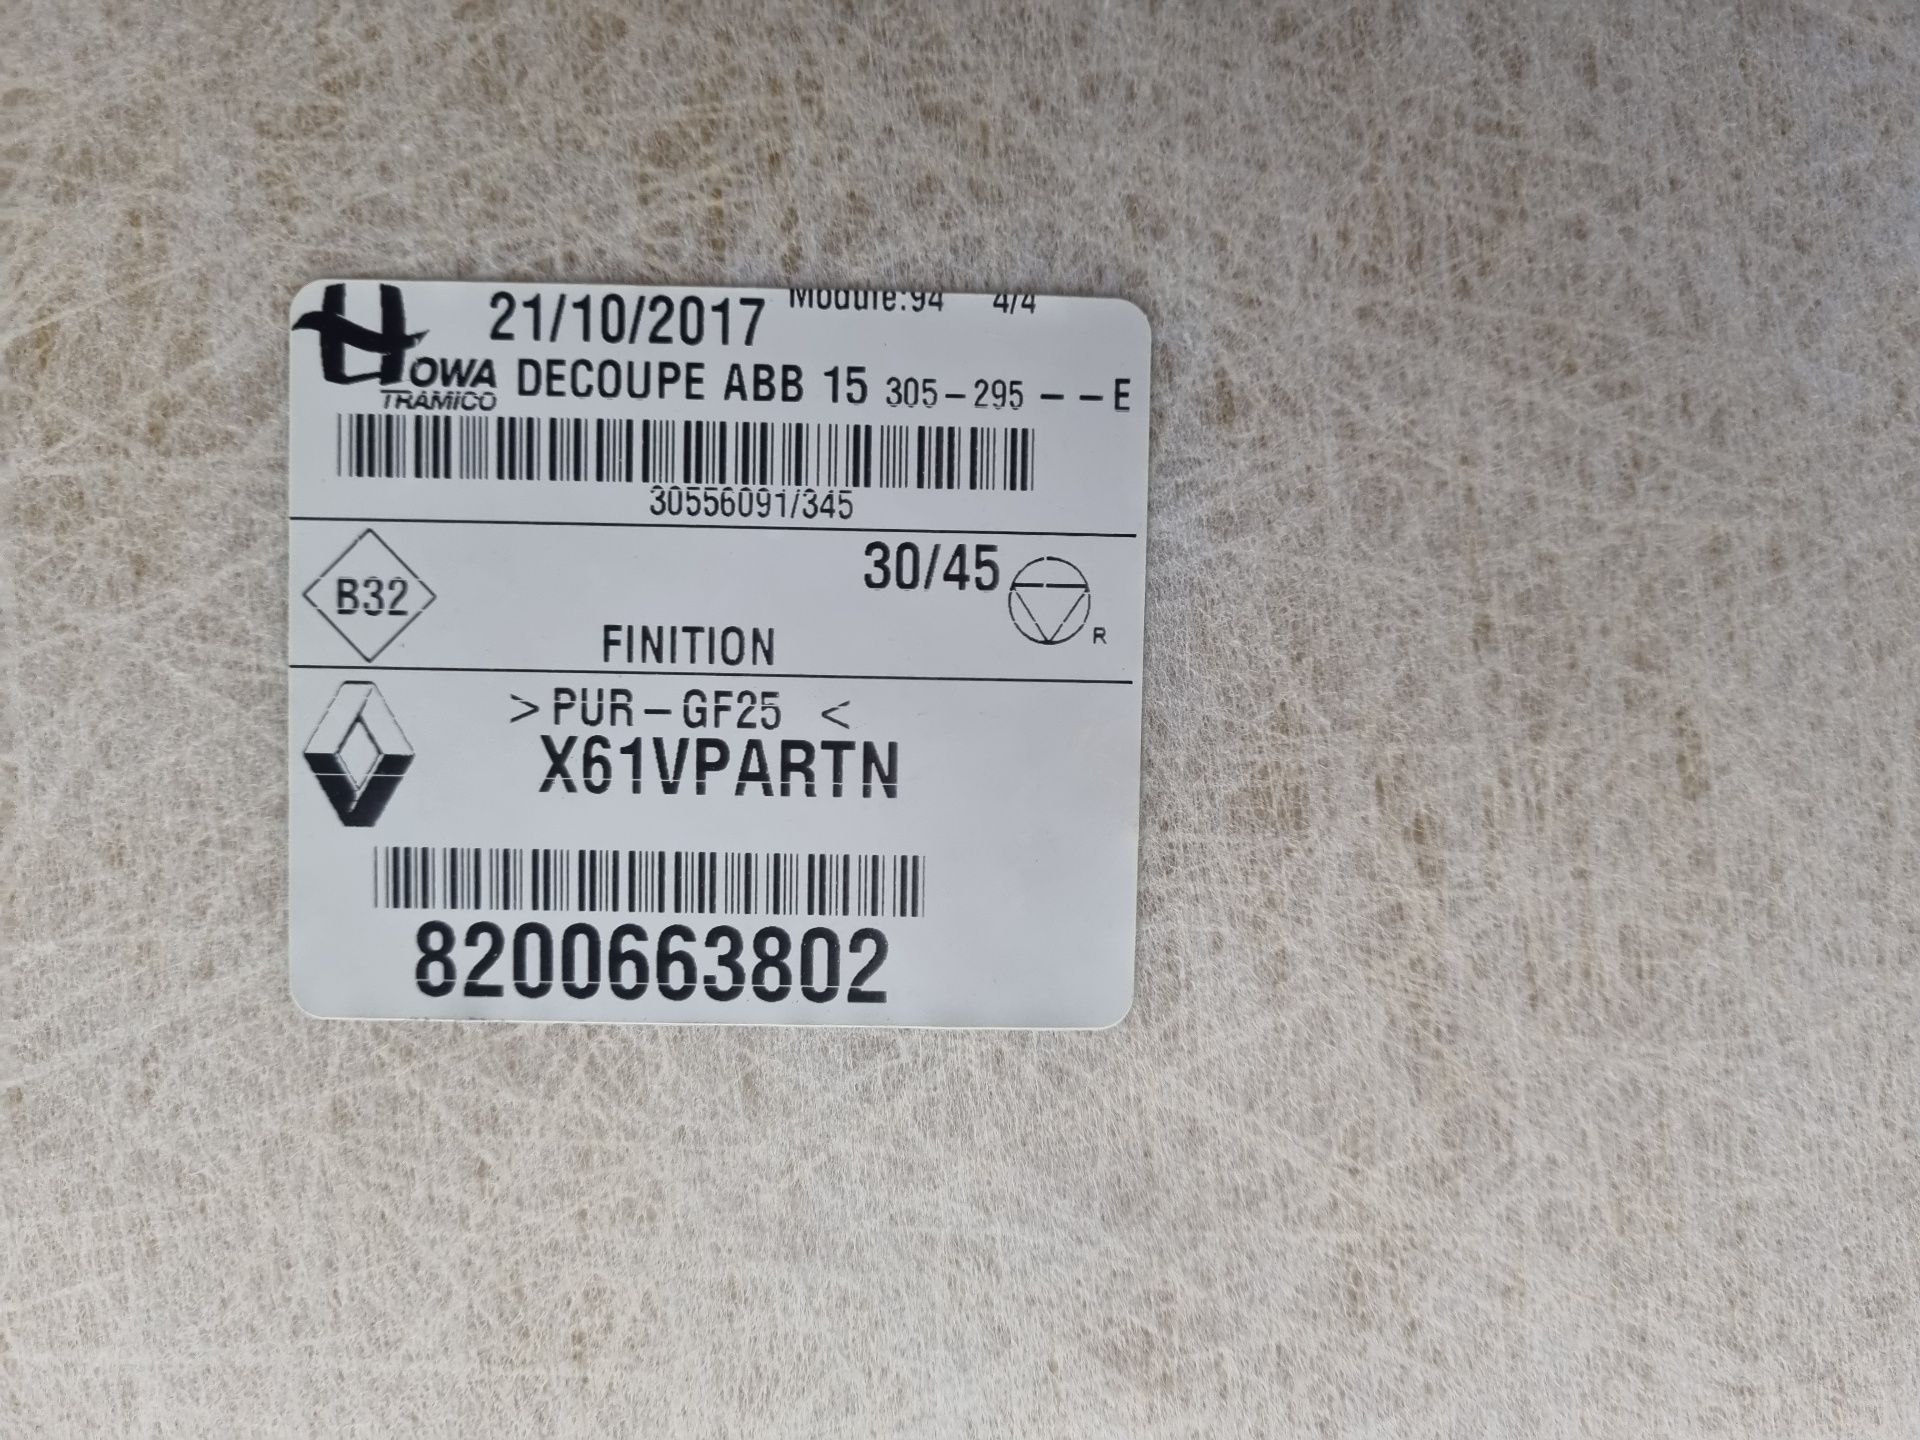 21/10/2017 Module:94 4/4
HOWA DECOUPE ABB 15 305-295--E
TRAMICO
30556091/345
30/45
B32
R
FINITION
>PUR-GF25 <
X61VPARTN
8200663802